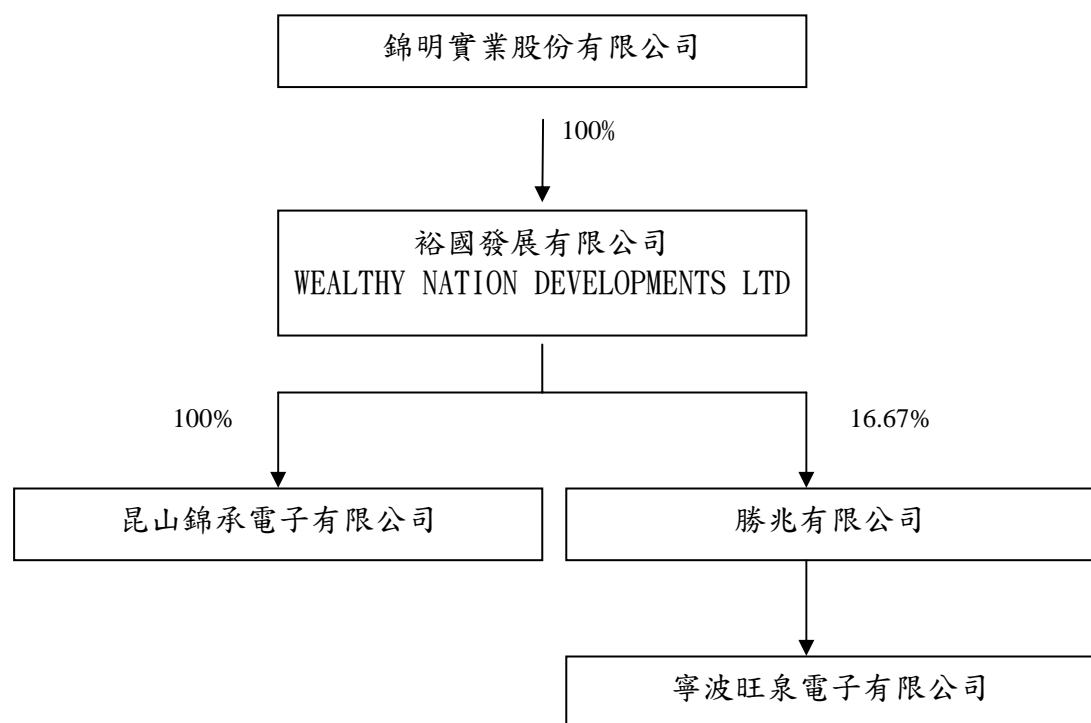 錦明實業股份有限公司
100%
裕國發展有限公司
WEALTHY NATION DEVELOPMENTS LTD
100%
16.67%
昆山錦承電子有限公司
勝兆有限公司
寧波旺泉電子有限公司